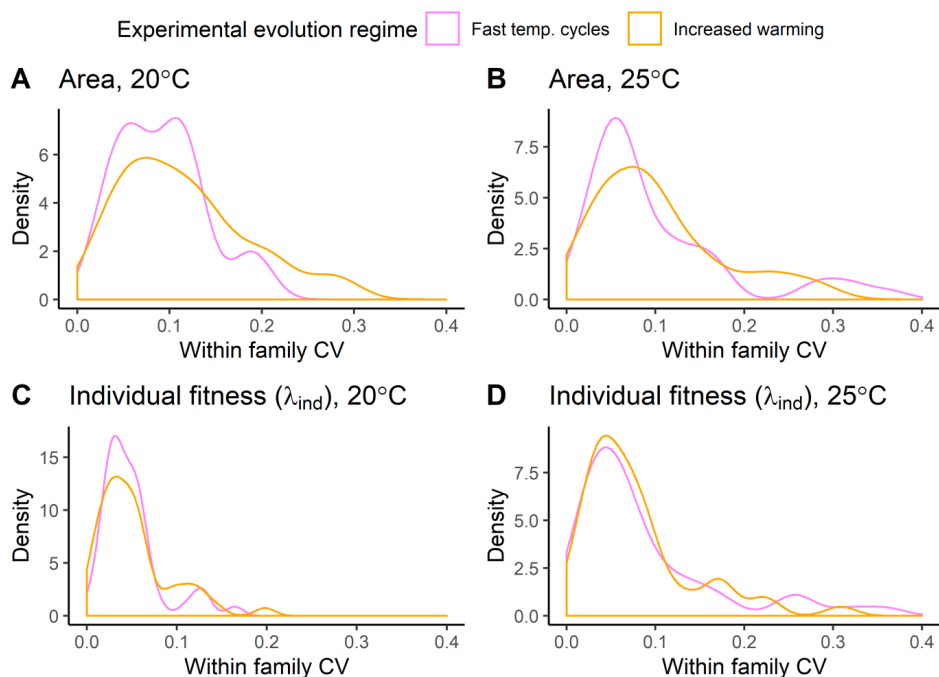 Experimental evolution regime Fast temp. cycles Increased warming
A Area, 20°C
Density
6
4
2
0
0.0 0.1 0.2 0.3 0.4
Within family CV
B Area, 25°C
Density
7.5
5.0
2.5
0.0
0.0 0.1 0.2 0.3 0.4
Within family CV
C Individual fitness (λind), 20°C
Density
15
10
5
0
0.0 0.1 0.2 0.3 0.4
Within family CV
D Individual fitness (λind), 25°C
Density
7.5
5.0
2.5
0.0
0.0 0.1 0.2 0.3 0.4
Within family CV